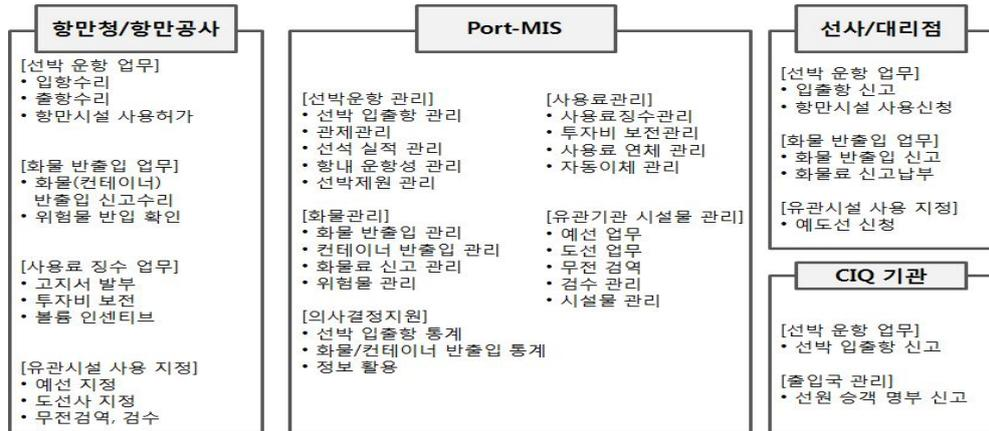 항만청/항만공사
[선박 운항 업무]
• 입항수리
• 출항수리
• 항만시설 사용허가
[화물 반출입 업무]
• 화물(컨테이너)
반출입 신고수리
• 위험물 반입 확인
[사용료 징수 업무]
• 고지서 발부
• 투자비 보전
• 볼륨 인센티브
[유관시설 사용 지정]
• 예선 지정
• 도선사 지정
• 무전검역, 검수
Port-MIS
[선박운항 관리]
• 선박 입출항 관리
• 관제관리
• 선석 실적 관리
• 항내 운항성 관리
• 선박제원 관리
[화물관리]
• 화물 반출입 관리
• 컨테이너 반출입 관리
• 화물료 신고 관리
• 위험물 관리
[의사결정지원]
• 선박 입출항 통계
• 화물/컨테이너 반출입 통계
• 정보 활용
[사용료관리]
• 사용료징수관리
• 투자비 보전관리
• 사용료 연체 관리
• 자동이체 관리
[유관기관 시설물 관리]
• 예선 업무
• 도선 업무
• 무전 검역
• 검수 관리
• 시설물 관리
선사/대리점
[선박 운항 업무]
• 입출항 신고
• 항만시설 사용신청
[화물 반출입 업무]
• 화물 반출입 신고
• 화물료 신고납부
[유관시설 사용 지정]
• 예도선 신청
CIQ 기관
[선박 운항 업무]
• 선박 입출항 신고
[출입국 관리]
• 선원 승객 명부 신고